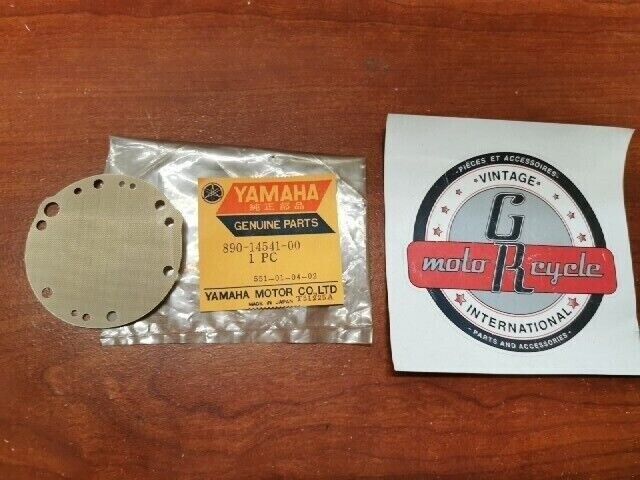 YAMAHA
純正部品
GENUINE PARTS
890-14541-00
1 PC
551-01-04-02
YAMAHA MOTOR CO.,LTD
MADE IN JAPAN T51225A
-PIÈCES ET ACCESSOIRES-
•VINTAGE•
G
moto R cycle
INTERNATIONAL
-PARTS AND ACCESSORIES-